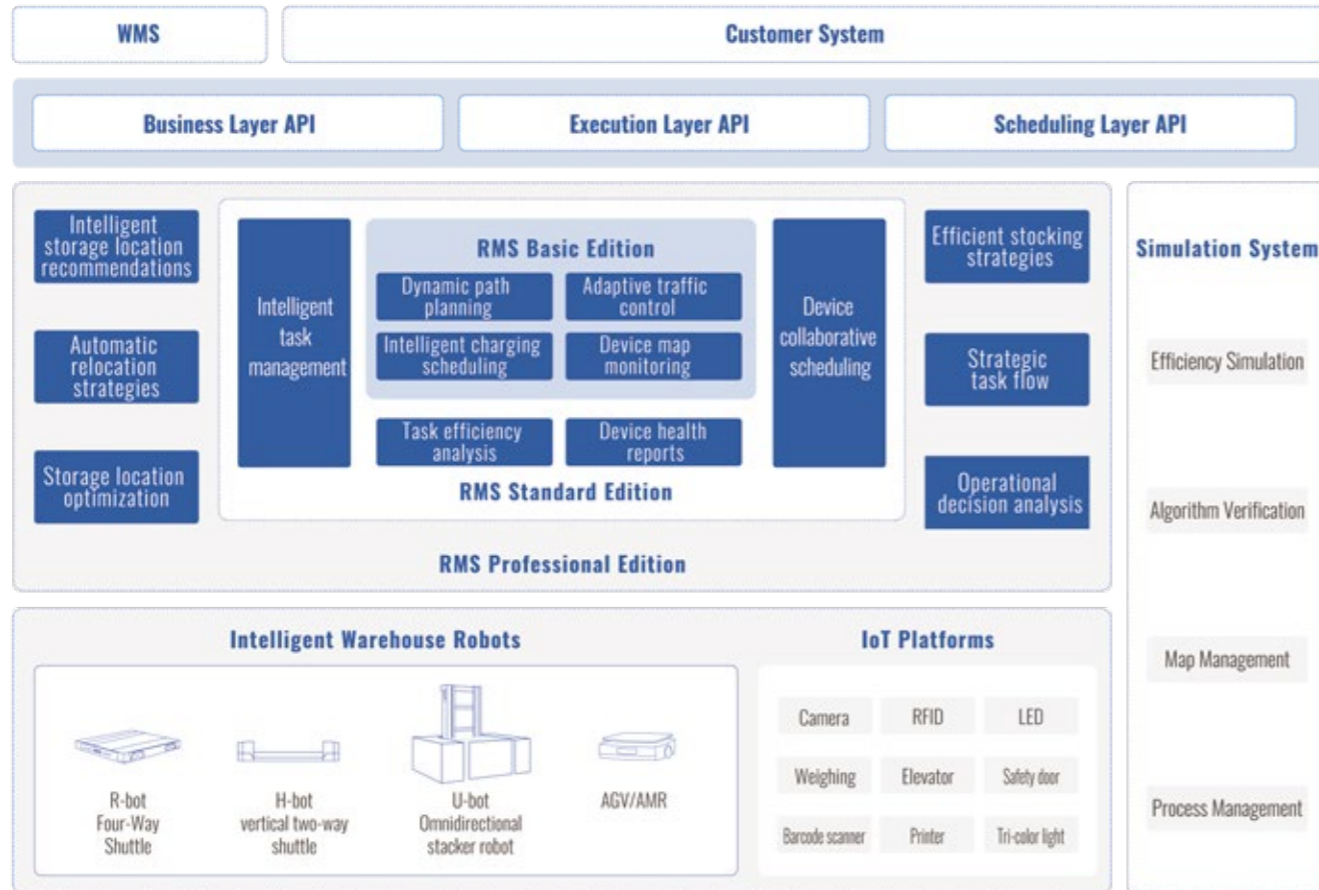 WMS
Customer System
Business Layer API
Execution Layer API
Scheduling Layer API
Intelligent
storage location
recommendations
Automatic
relocation
strategies
Storage location
optimization
Intelligent
task
management
RMS Basic Edition
Dynamic path
planning
Adaptive traffic
control
Intelligent charging
scheduling
Device map
monitoring
Task efficiency
analysis
Device health
reports
RMS Standard Edition
Device
collaborative
scheduling
Efficient stocking
strategies
Strategic
task flow
Operational
decision analysis
RMS Professional Edition
Simulation System
Efficiency Simulation
Algorithm Verification
Map Management
Process Management
Intelligent Warehouse Robots
R-bot
Four-Way
Shuttle
H-bot
vertical two-way
shuttle
U-bot
Omnidirectional
stacker robot
AGV/AMR
IoT Platforms
Camera
RFID
LED
Weighing
Elevator
Safety door
Barcode scanner
Printer
Tri-color light